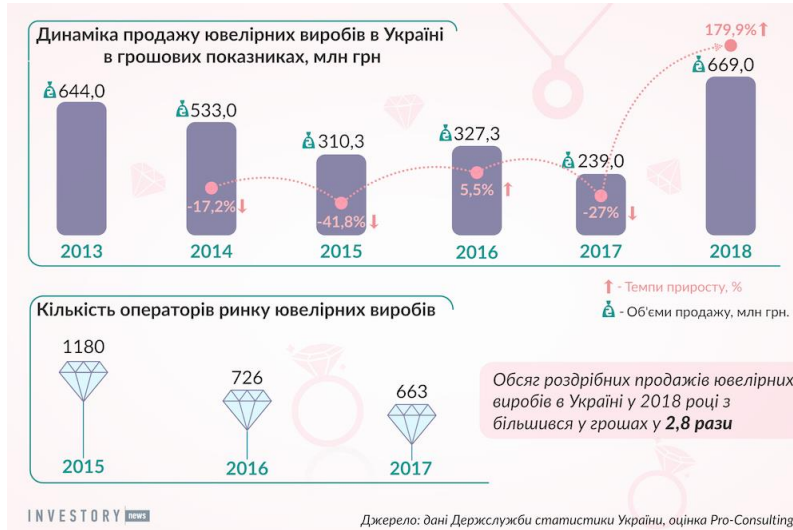 Динаміка продажу ювелірних виробів в Україні
в грошових показниках, млн грн
179,9%
644,0
533,0
310,3
327,3
239,0
669,0
-17,2%
-41,8%
5,5%
-27%
2013
2014
2015
2016
2017
2018
- Темпи приросту, %
- Об'єми продажу, млн грн.
Кількість операторів ринку ювелірних виробів
1180
726
663
2015
2016
2017
Обсяг роздрібних продажів ювелірних
виробів в Україні у 2018 році з
більшився у грошах у 2,8 рази
INVESTORY news
Джерело: дані Держслужби статистики України, оцінка Pro-Consulting